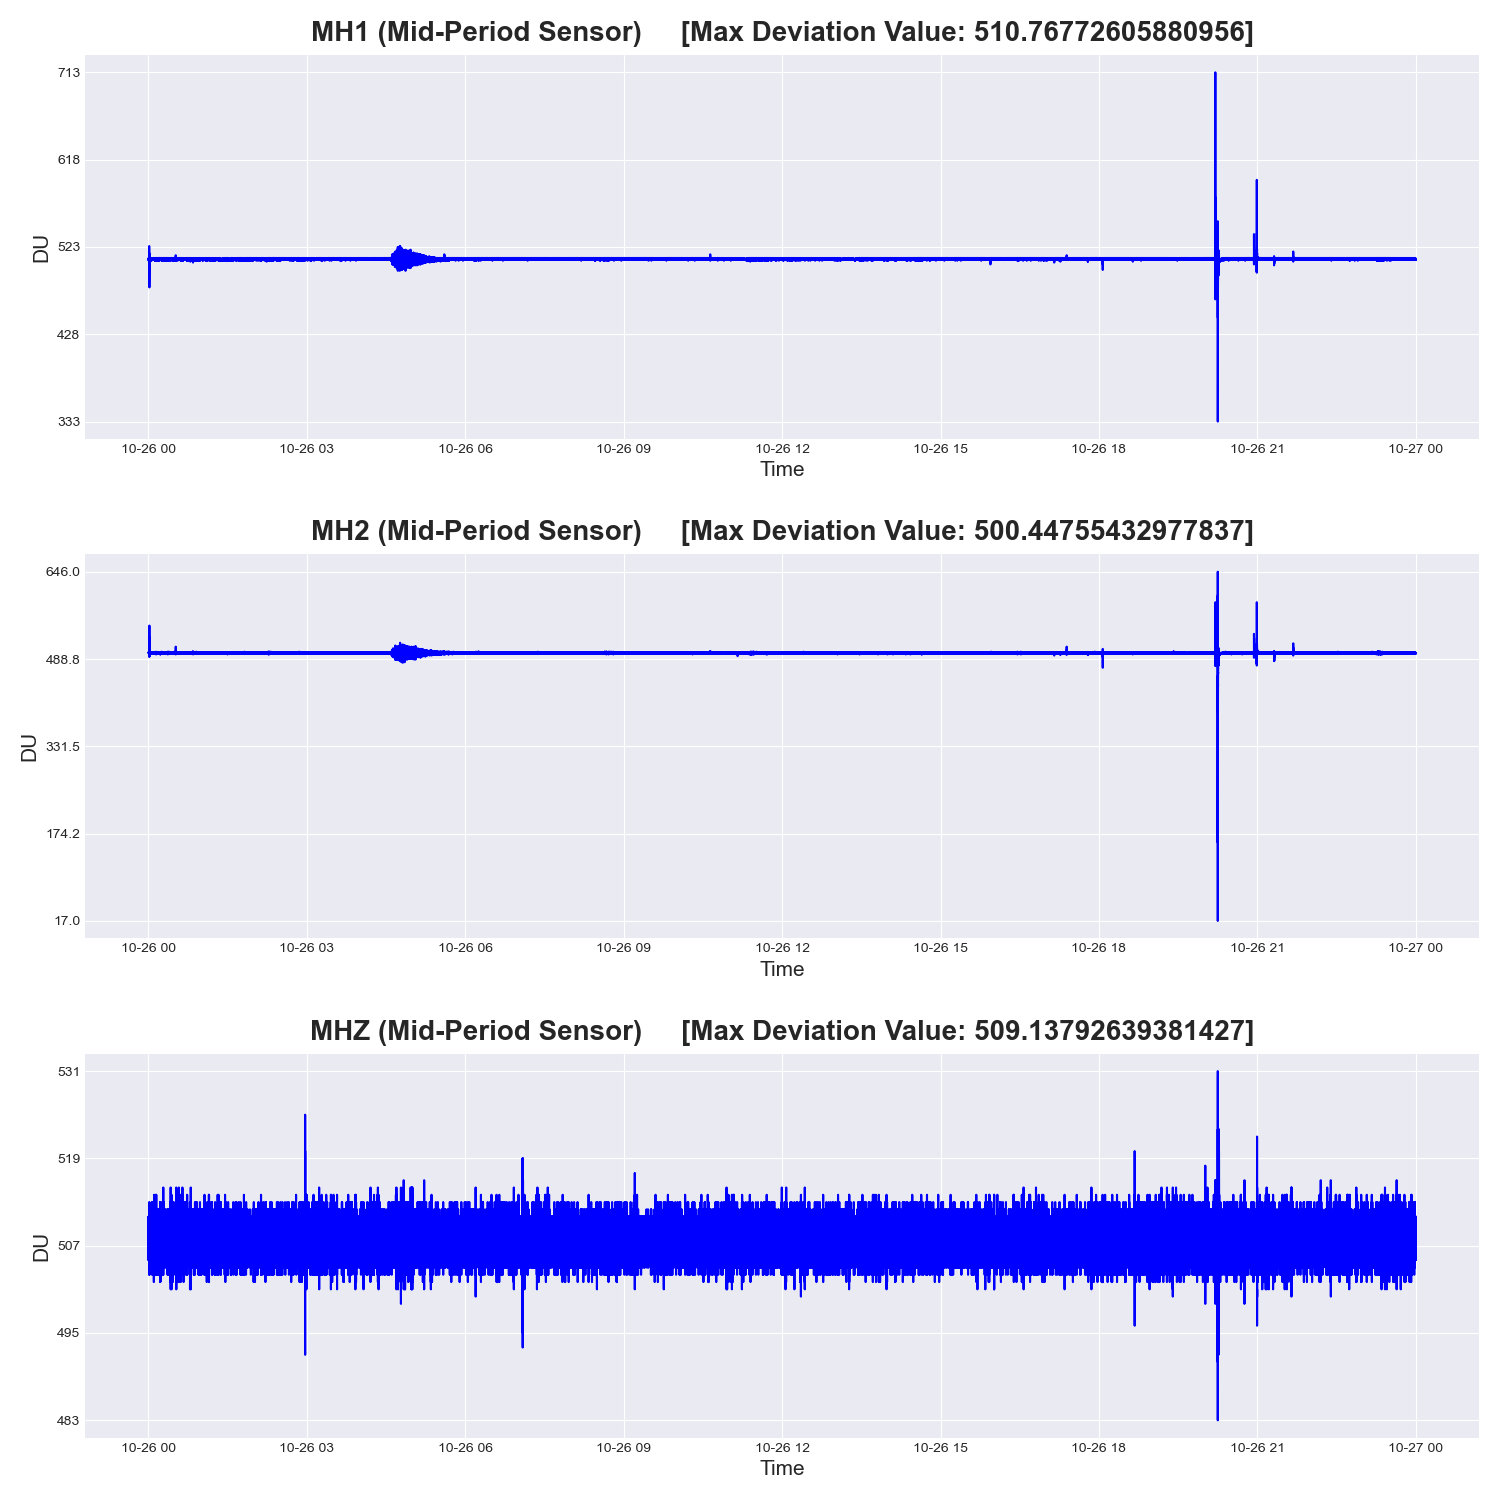 MH1 (Mid-Period Sensor) [Max Deviation Value: 510.76772605880956]
713
618
523
428
333
DU
10-26 00 10-26 03 10-26 06 10-26 09 10-26 12 10-26 15 10-26 18 10-26 21 10-27 00
Time
MH2 (Mid-Period Sensor) [Max Deviation Value: 500.44755432977837]
646.0
488.8
331.5
174.2
17.0
DU
10-26 00 10-26 03 10-26 06 10-26 09 10-26 12 10-26 15 10-26 18 10-26 21 10-27 00
Time
MHZ (Mid-Period Sensor) [Max Deviation Value: 509.13792639381427]
531
519
507
495
483
DU
10-26 00 10-26 03 10-26 06 10-26 09 10-26 12 10-26 15 10-26 18 10-26 21 10-27 00
Time